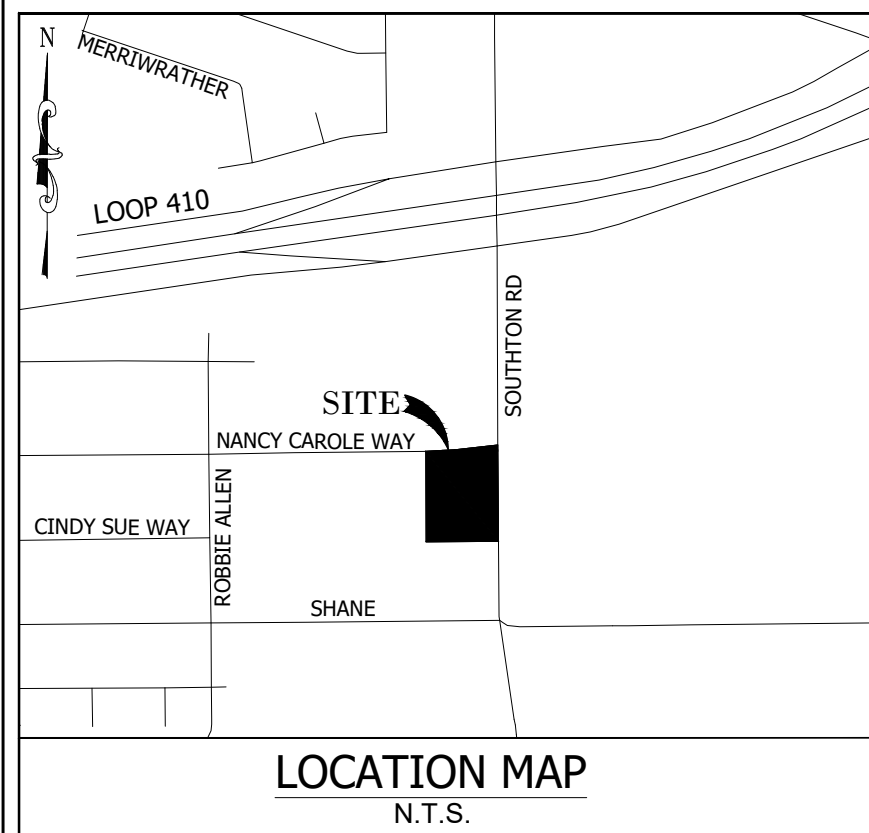 N
MERRIWRATHER
LOOP 410
SOUTHTON RD
SITE
NANCY CAROLE WAY
ROBBIE ALLEN
CINDY SUE WAY
SHANE
LOCATION MAP
N.T.S.